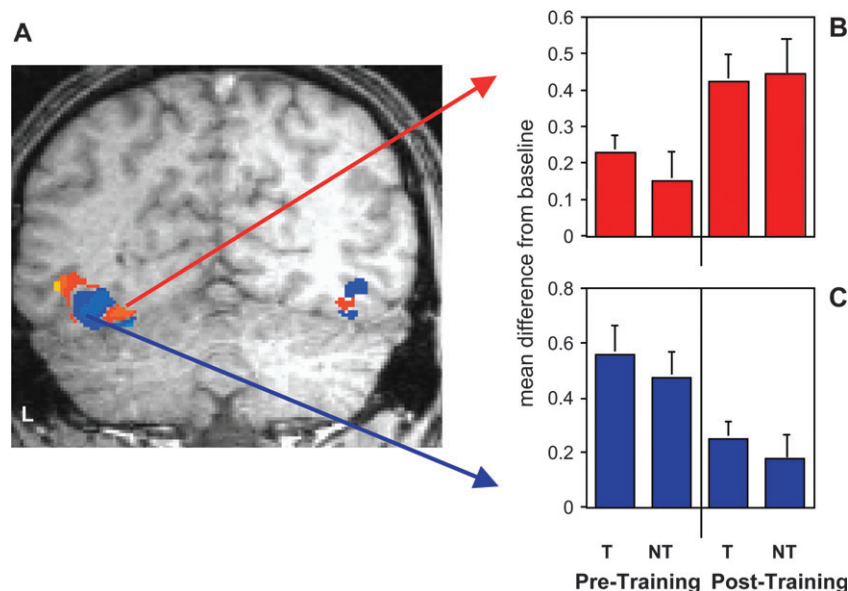 A
L
B
0.6
0.5
0.4
0.3
0.2
0.1
0
mean difference from baseline
C
0.8
0.6
0.4
0.2
0
T NT T NT
Pre-Training Post-Training